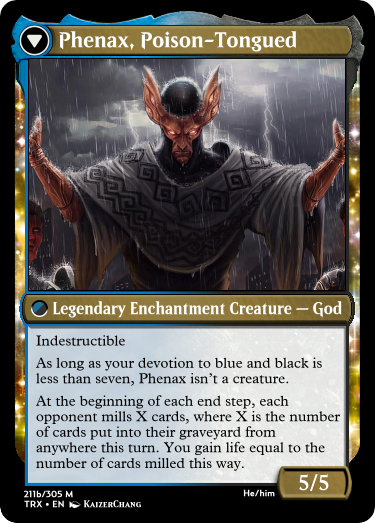 Phenax, Poison-Tongued
Legendary Enchantment Creature — God
Indestructible
As long as your devotion to blue and black is
less than seven, Phenax isn't a creature.
At the beginning of each end step, each
opponent mills X cards, where X is the number
of cards put into their graveyard from
anywhere this turn. You gain life equal to the
number of cards milled this way.
5/5
211b/305 M
He/him
TRX • EN KaizerChang